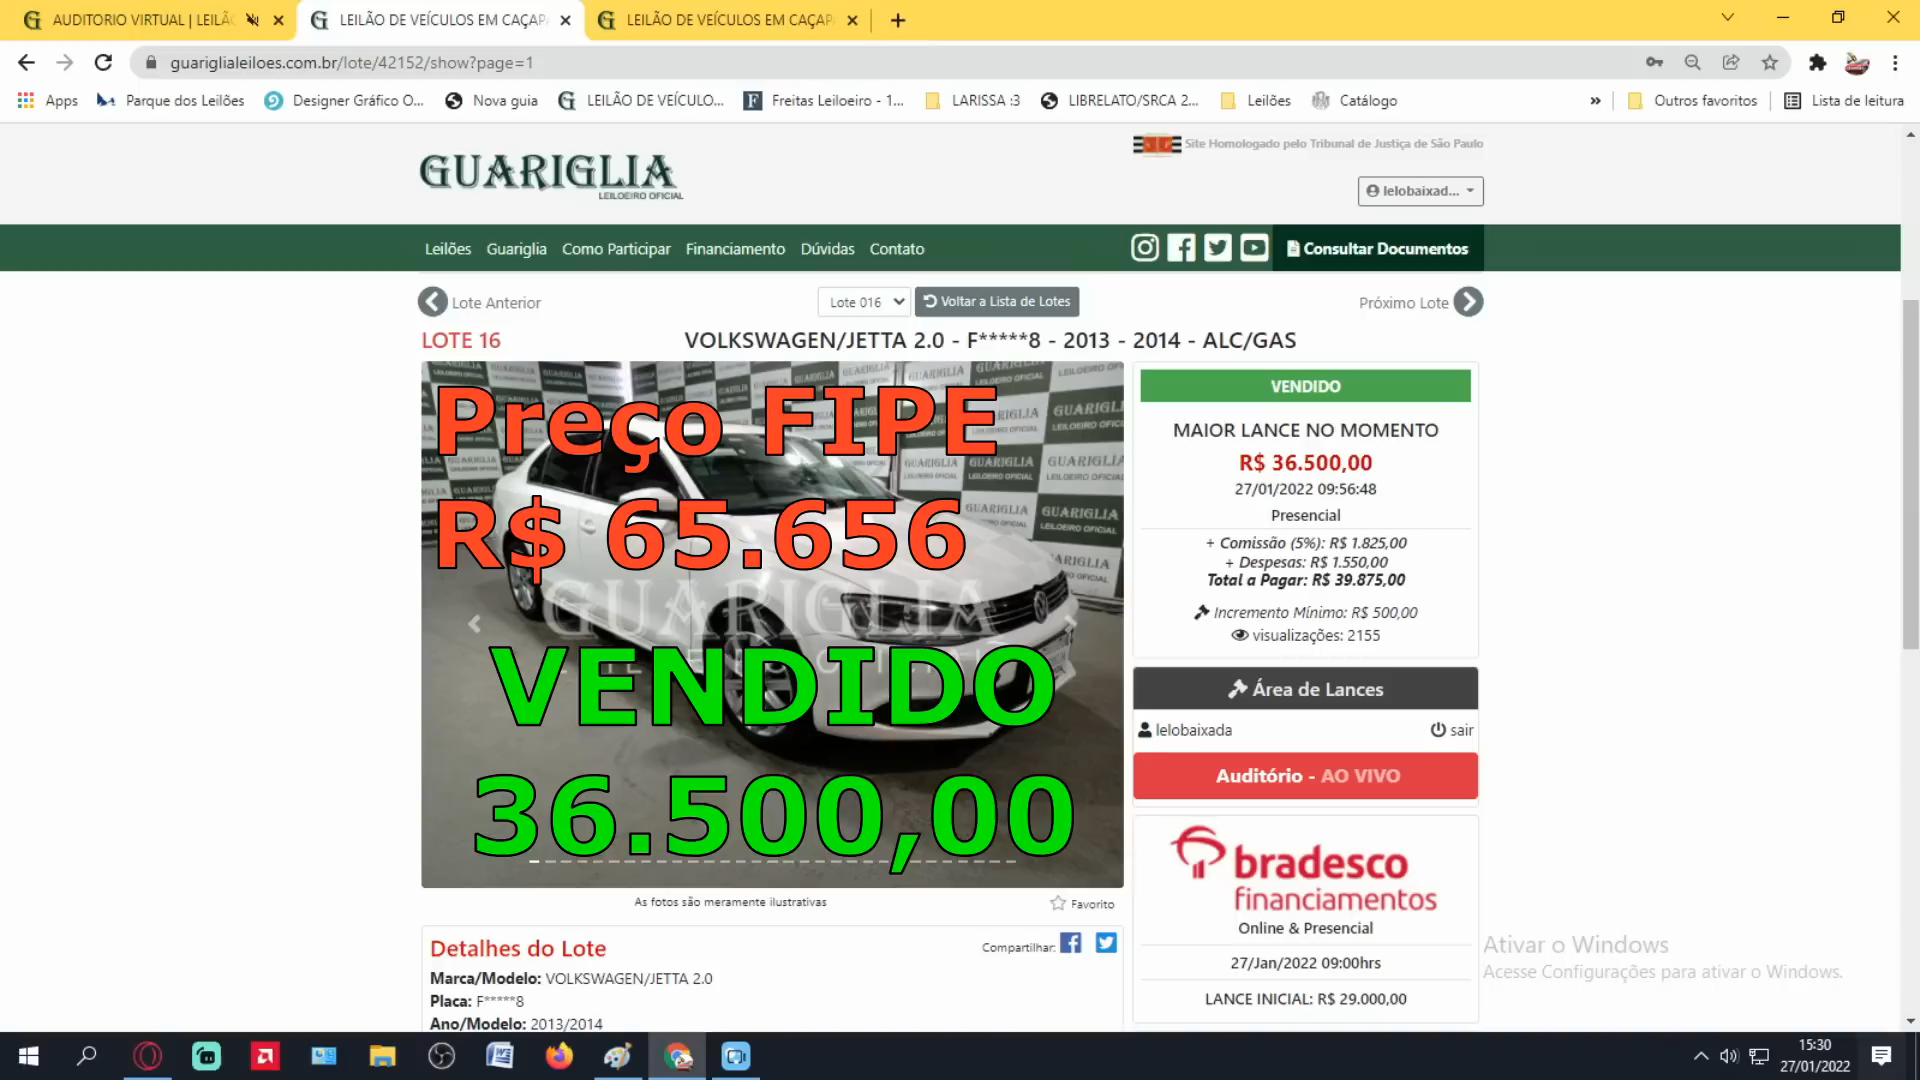 AUDITORIO VIRTUAL | LEILÃO
LEILÃO DE VEÍCULOS EM CAÇAPA
LEILÃO DE VEÍCULOS EM CAÇAP
guariglialeiloes.com.br/lote/42152/show?page=1
Apps
Parque dos Leilões
Designer Gráfico O...
Nova guia
LEILÃO DE VEÍCULO...
Freitas Leiloeiro - 1...
LARISSA :3
LIBRELATO/SRCA 2...
Leilões
Catálogo
»
Outros favoritos
Lista de leitura
GUARIGLIA
LEILOEIRO OFICIAL
Site Homologado pelo Tribunal de Justiça de São Paulo
lelobaixad...
Leilões Guariglia Como Participar Financiamento Dúvidas Contato
Consultar Documentos
Lote Anterior
Lote 016
Voltar a Lista de Lotes
Próximo Lote
LOTE 16
VOLKSWAGEN/JETTA 2.0 - F*****8 - 2013 - 2014 - ALC/GAS
Preço FIPE
R$ 65.656
GUARIGLIA
VENDIDO
36.500,00
As fotos são meramente ilustrativas
Favorito
Detalhes do Lote
Compartilhar:
Marca/Modelo: VOLKSWAGEN/JETTA 2.0
Placa: F*****8
Ano/Modelo: 2013/2014
VENDIDO
MAIOR LANCE NO MOMENTO
R$ 36.500,00
27/01/2022 09:56:48
Presencial
+ Comissão (5%): R$ 1.825,00
+ Despesas: R$ 1.550,00
Total a Pagar: R$ 39.875,00
Incremento Mínimo: R$ 500,00
visualizações: 2155
Área de Lances
lelobaixada
sair
Auditório - AO VIVO
bradesco
financiamentos
Online & Presencial
27/Jan/2022 09:00hrs
LANCE INICIAL: R$ 29.000,00
Ativar o Windows
Acesse Configurações para ativar o Windows.
15:30
27/01/2022